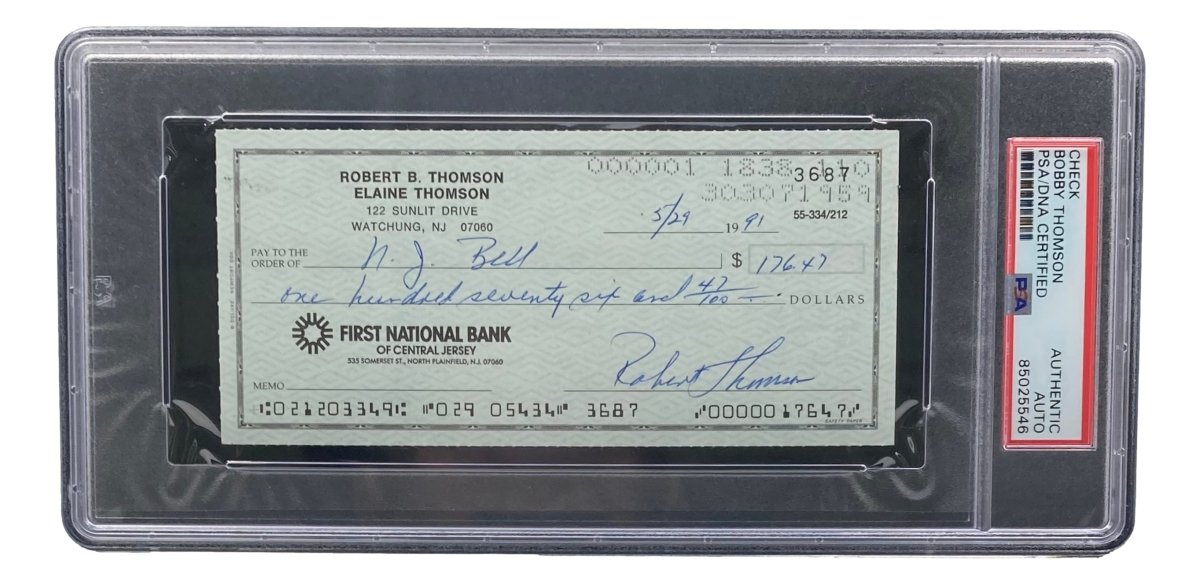 000001 1838 110
3687
303071959
ROBERT B. THOMSON
ELAINE THOMSON
122 SUNLIT DRIVE
WATCHUNG, NJ 07060
5/29 1991 55-334/212
PAY TO THE
ORDER OF N. J. Bell $ 176.47
one hundred seventy six and 47/100 — DOLLARS
FIRST NATIONAL BANK
OF CENTRAL JERSEY
535 SOMERSET ST., NORTH PLAINFIELD, N.J. 07060
Robert Thomson
MEMO
⑆021203349⑆ ⑈029 05434⑈ 3687 ⑇0000017647⑇
SAFETY PAPER
CHECK
BOBBY THOMSON
PSA/DNA CERTIFIED
PSA
AUTHENTIC
AUTO
85025546